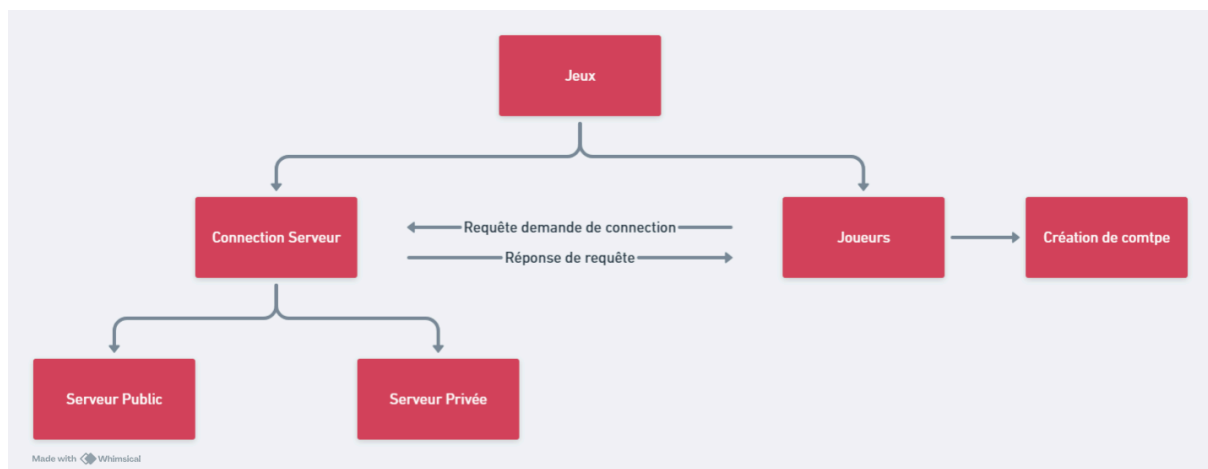 Jeux
Connection Serveur
Requête demande de connection
Réponse de requête
Joueurs
Création de comtpe
Serveur Public
Serveur Privée
Made with Whimsical